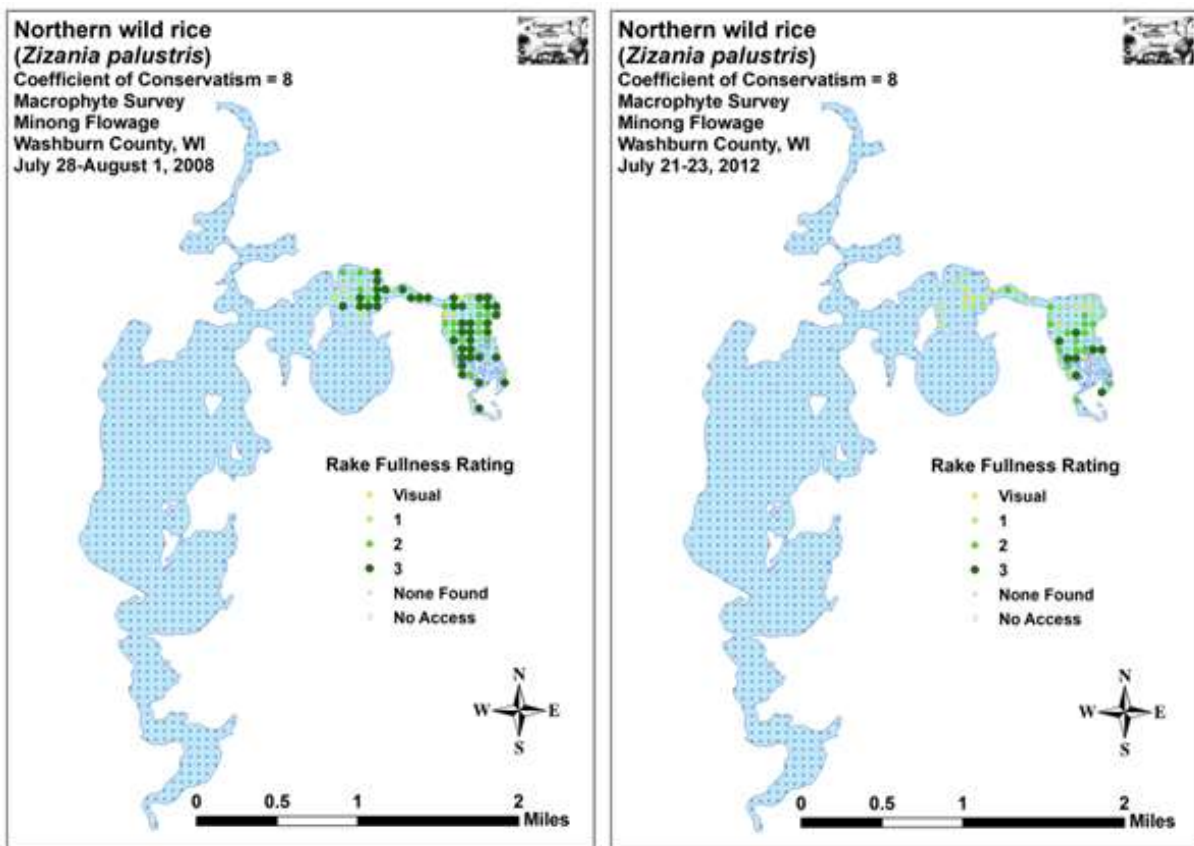 Northern wild rice
(Zizania palustris)
Coefficient of Conservatism = 8
Macrophyte Survey
Minong Flowage
Washburn County, WI
July 28-August 1, 2008
Rake Fullness Rating
Visual
1
2
3
None Found
No Access
N
W E
S
0 0.5 1 2
Miles
Northern wild rice
(Zizania palustris)
Coefficient of Conservatism = 8
Macrophyte Survey
Minong Flowage
Washburn County, WI
July 21-23, 2012
Rake Fullness Rating
Visual
1
2
3
None Found
No Access
N
W E
S
0 0.5 1 2
Miles